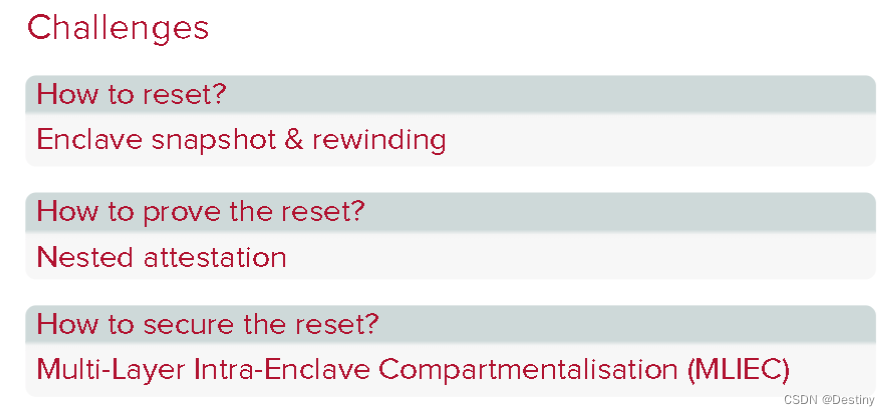 Challenges
How to reset?
Enclave snapshot & rewinding
How to prove the reset?
Nested attestation
How to secure the reset?
Multi-Layer Intra-Enclave Compartmentalisation (MLIEC)
CSDN @Destiny